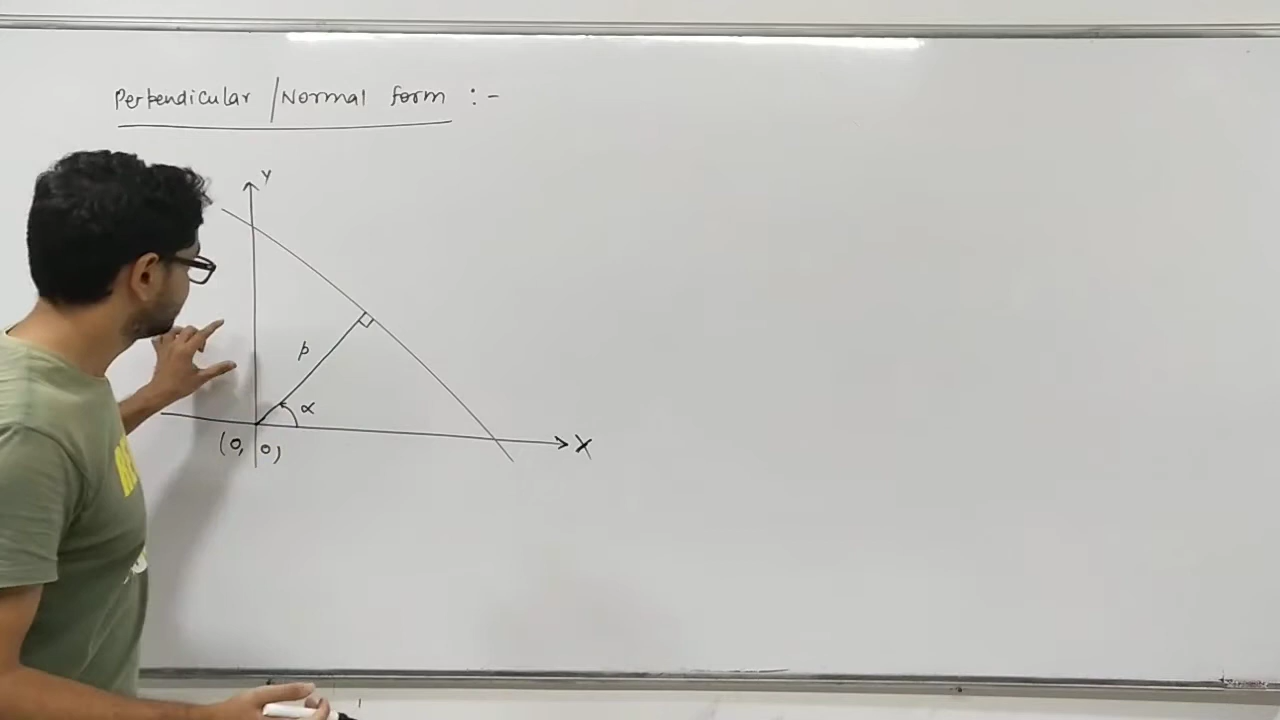 Perpendicular / Normal form :-
Y
p
α
(0, 0)
X